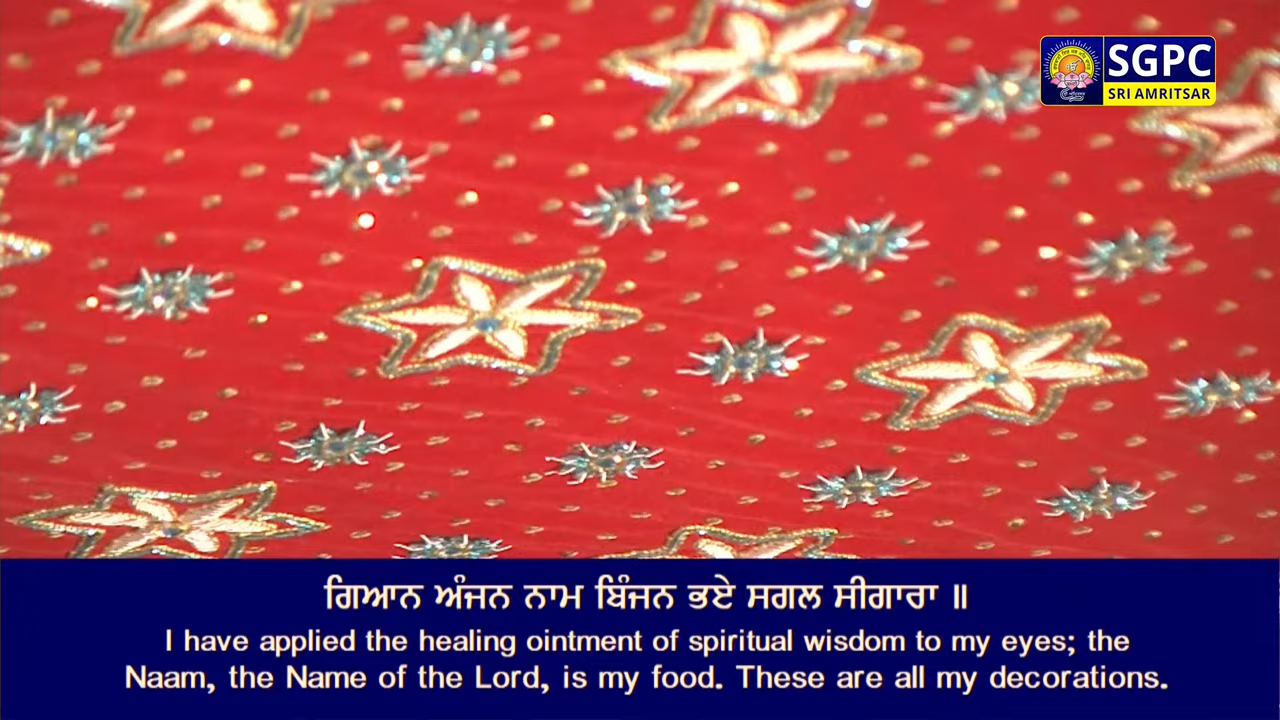 SGPC
SRI AMRITSAR
ਗਿਆਨ ਅੰਜਨ ਨਾਮ ਬਿੰਜਨ ਭਏ ਸਗਲ ਸੀਗਾਰਾ ॥
I have applied the healing ointment of spiritual wisdom to my eyes; the
Naam, the Name of the Lord, is my food. These are all my decorations.